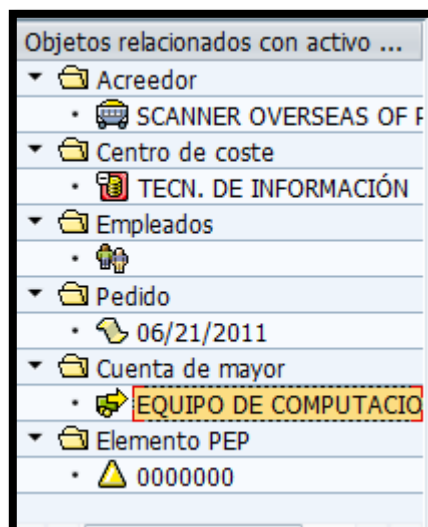 Objetos relacionados con activo ...
Acreedor
SCANNER OVERSEAS OF
Centro de coste
TECN. DE INFORMACIÓN
Empleados
Pedido
06/21/2011
Cuenta de mayor
EQUIPO DE COMPUTACIO
Elemento PEP
0000000